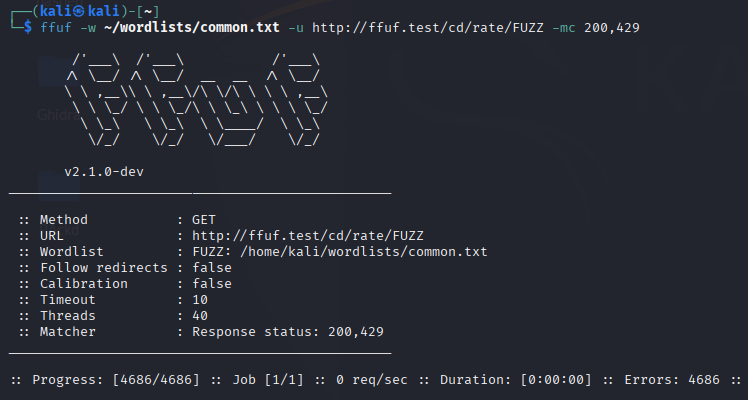 ┌──(kali㉿kali)-[~]
└─$ ffuf -w ~/wordlists/common.txt -u http://ffuf.test/cd/rate/FUZZ -mc 200,429

        /'___\  /'___\           /'___\
       /\ \__/ /\ \__/  __  __  /\ \__/
       \ \ ,__\\ \ ,__\/\ \/\ \ \ \ ,__\
        \ \ \_/ \ \ \_/\ \ \_\ \ \ \ \_/
         \ \_\   \ \_\  \ \____/  \ \_\
          \/_/    \/_/   \/___/    \/_/

       v2.1.0-dev
________________________________________________

 :: Method           : GET
 :: URL              : http://ffuf.test/cd/rate/FUZZ
 :: Wordlist         : FUZZ: /home/kali/wordlists/common.txt
 :: Follow redirects : false
 :: Calibration      : false
 :: Timeout          : 10
 :: Threads          : 40
 :: Matcher          : Response status: 200,429
________________________________________________

:: Progress: [4686/4686] :: Job [1/1] :: 0 req/sec :: Duration: [0:00:00] :: Errors: 4686 ::